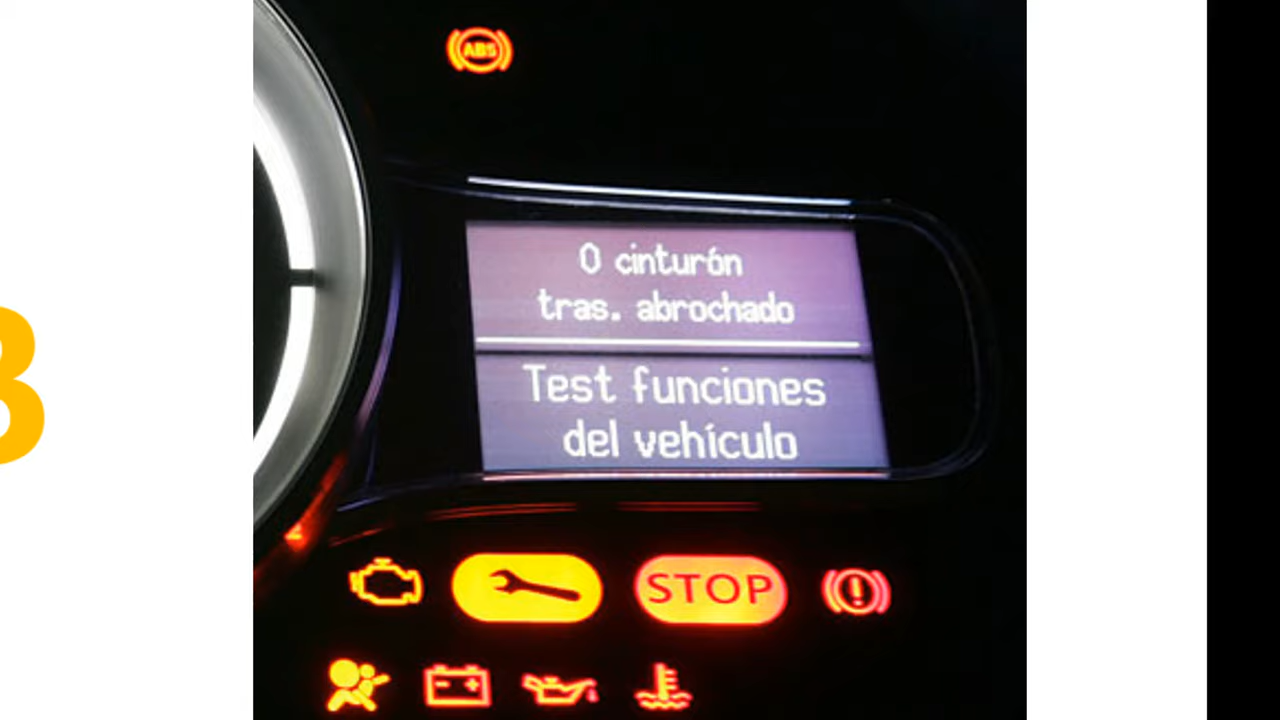 ABS
0 cinturón
tras. abrochado
Test funciones
del vehículo
STOP